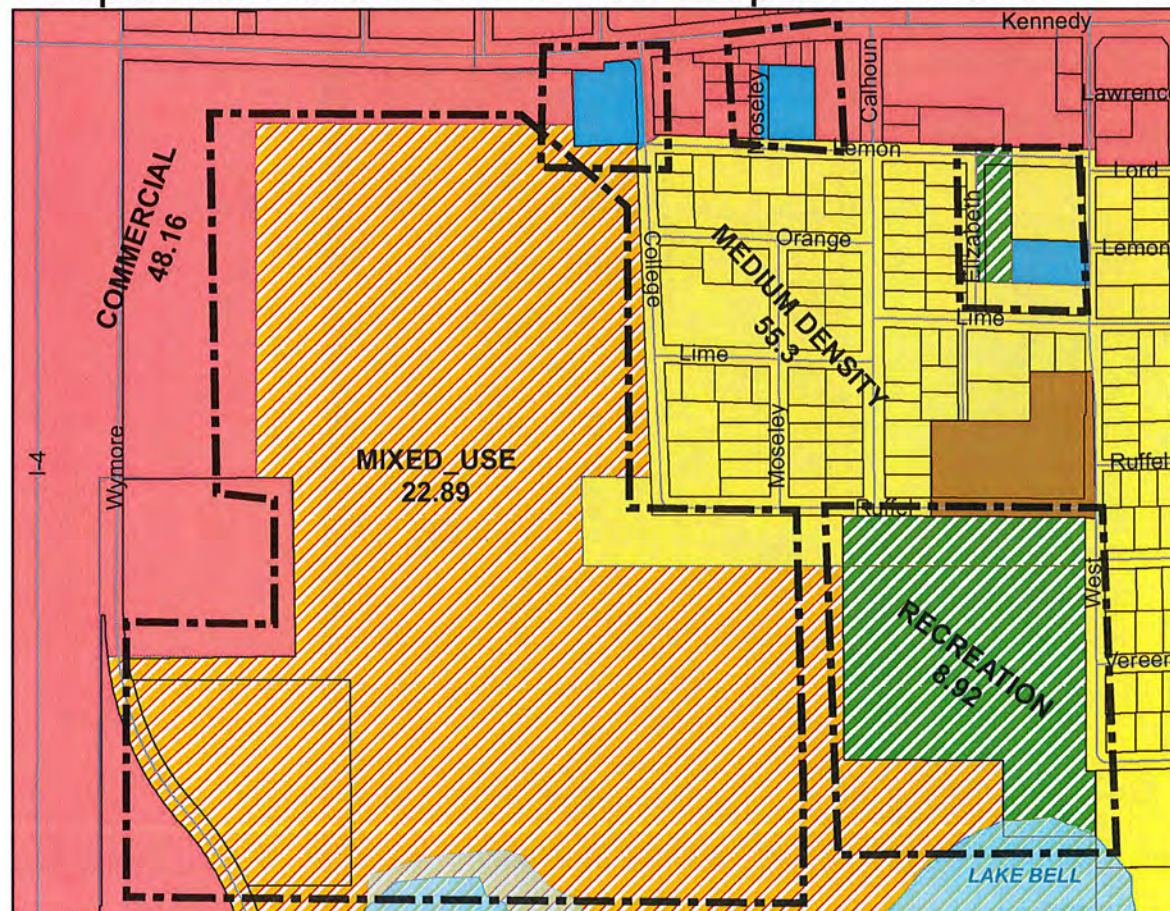 Kennedy
Calhoun
Moseley
Lawrence
Lemon
Lord
COMMERCIAL
48.16
Elizabeth
College
Orange
Lemon
MEDIUM DENSITY
55.3
Lime
Lime
Wymore
I-4
MIXED_USE
22.89
Moseley
Ruffel
Ruffel
West
RECREATION
8.92
Vereen
LAKE BELL